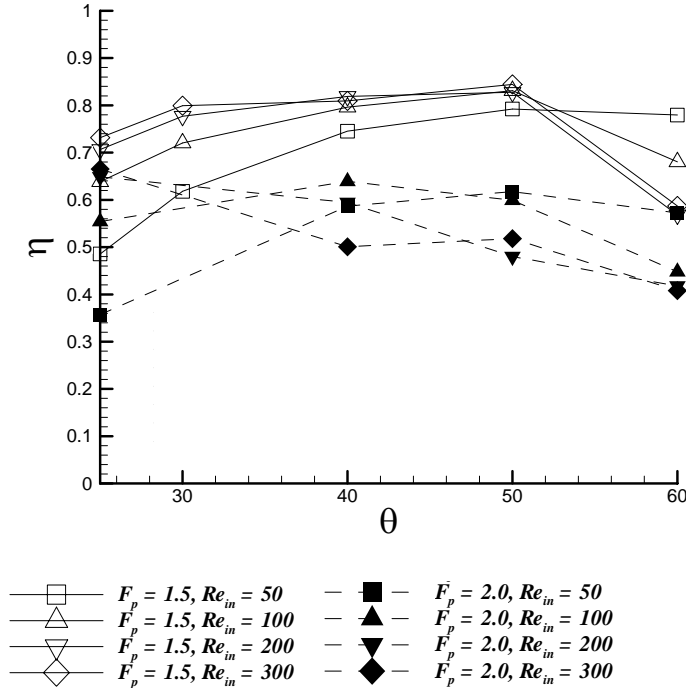 1
0.9
0.8
0.7
0.6
0.5
0.4
0.3
0.2
0.1
0
η
30 40 50 60
θ
F_p = 1.5, Re_in = 50
F_p = 1.5, Re_in = 100
F_p = 1.5, Re_in = 200
F_p = 1.5, Re_in = 300
F_p = 2.0, Re_in = 50
F_p = 2.0, Re_in = 100
F_p = 2.0, Re_in = 200
F_p = 2.0, Re_in = 300